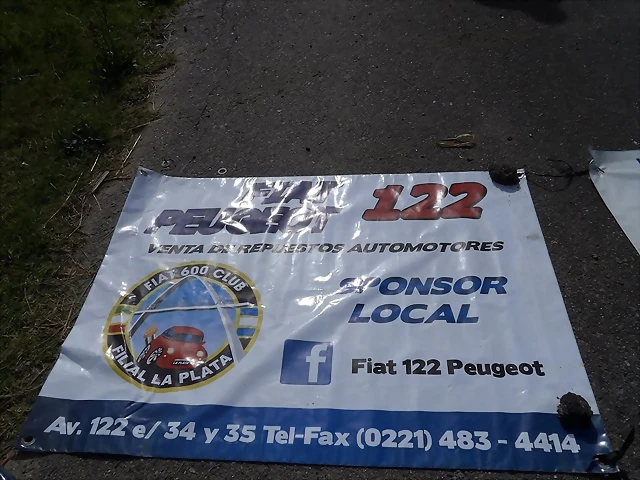 FIAT
PEUGEOT 122
VENTA DE REPUESTOS AUTOMOTORES
FIAT 600 CLUB
FILIAL LA PLATA
SPONSOR
LOCAL
f
Fiat 122 Peugeot
Av. 122 e/ 34 y 35 Tel-Fax (0221) 483 - 4414